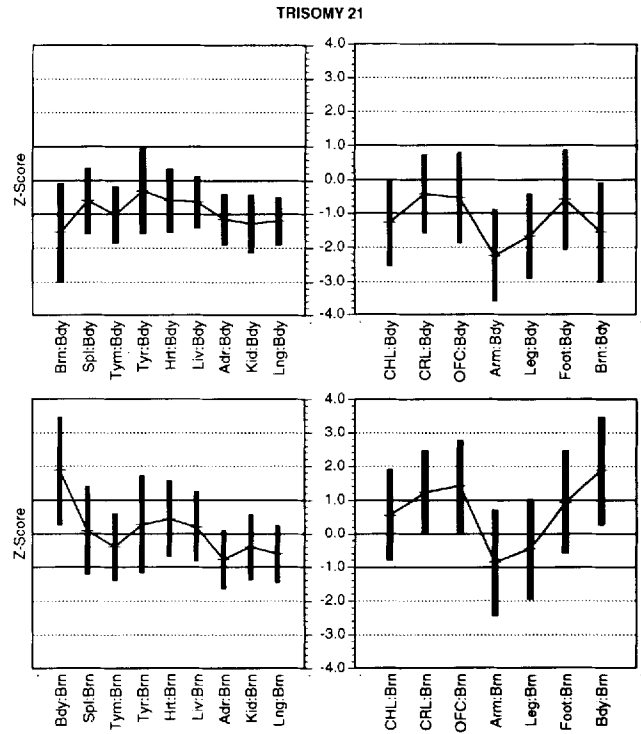 TRISOMY 21
4.0
3.0
2.0
1.0
0.0
-1.0
-2.0
-3.0
-4.0
Z-Score
Brn:Bdy
Spl:Bdy
Tym:Bdy
Tyr:Bdy
Hrt:Bdy
Liv:Bdy
Adr:Bdy
Kid:Bdy
Lng:Bdy
CHL:Bdy
CRL:Bdy
OFC:Bdy
Arm:Bdy
Leg:Bdy
Foot:Bdy
Brn:Bdy
4.0
3.0
2.0
1.0
0.0
-1.0
-2.0
-3.0
-4.0
Z-Score
Bdy:Brn
Spl:Brn
Tym:Brn
Tyr:Brn
Hrt:Brn
Liv:Brn
Adr:Brn
Kid:Brn
Lng:Brn
CHL:Brn
CRL:Brn
OFC:Brn
Arm:Brn
Leg:Brn
Foot:Brn
Bdy:Brn